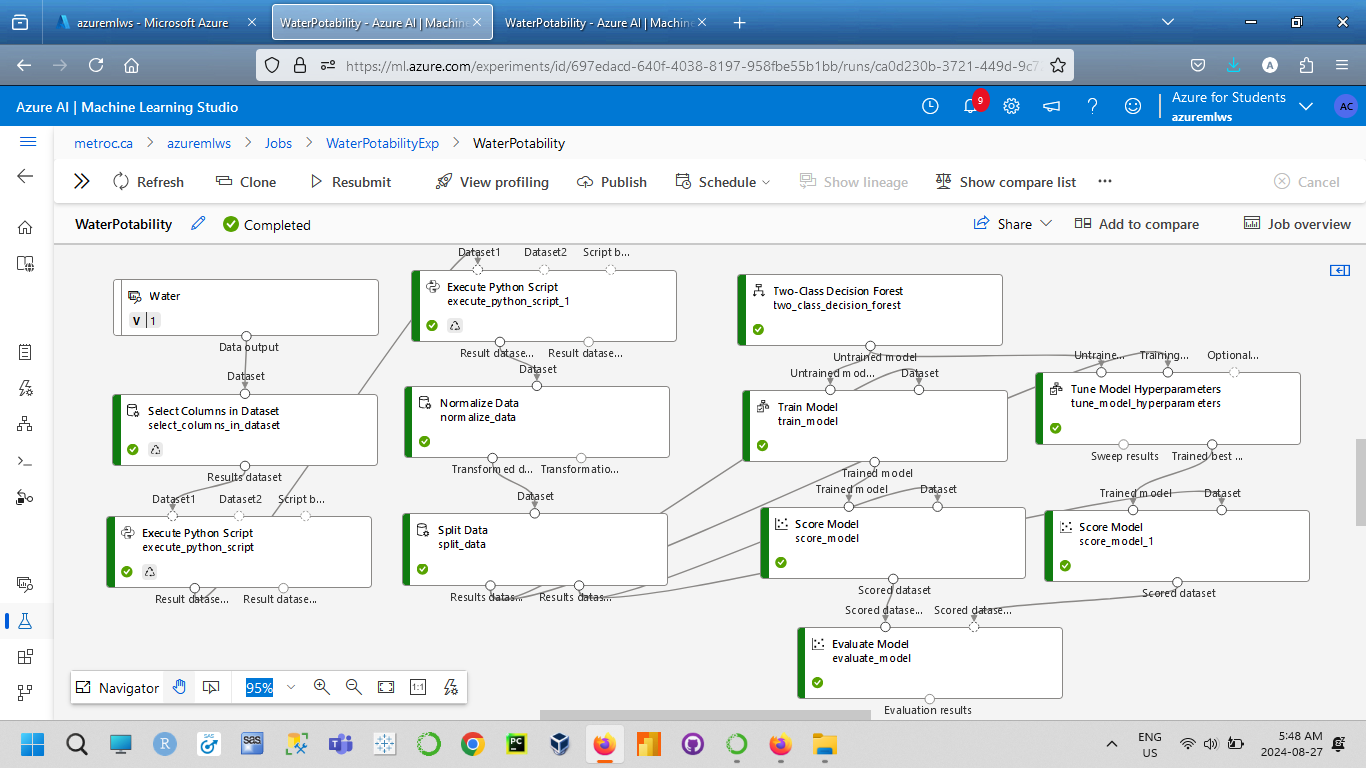 azuremlws - Microsoft Azure
WaterPotability - Azure AI | Machine
WaterPotability - Azure AI | Machine
https://ml.azure.com/experiments/id/697edacd-640f-4038-8197-958fbe55b1bb/runs/ca0d230b-3721-449d-9c7
A
Azure AI | Machine Learning Studio
9
Azure for Students
azuremlws
AC
metroc.ca > azuremlws > Jobs > WaterPotabilityExp > WaterPotability
Refresh
Clone
Resubmit
View profiling
Publish
Schedule
Show lineage
Show compare list
Cancel
WaterPotability
Completed
Share
Add to compare
Job overview
Water
V 1
Data output
Dataset
Select Columns in Dataset
select_columns_in_dataset
Results dataset
Dataset1 Dataset2 Script b...
Execute Python Script
execute_python_script
Result datase... Result datase...
Dataset1 Dataset2 Script b...
Execute Python Script
execute_python_script_1
Result datase... Result datase...
Dataset
Normalize Data
normalize_data
Transformed d... Transformatio...
Dataset
Split Data
split_data
Results datas... Results datas...
Two-Class Decision Forest
two_class_decision_forest
Untrained model
Untrained mod... Dataset
Train Model
train_model
Trained model
Trained model Dataset
Score Model
score_model
Scored dataset
Scored datase... Scored datase...
Evaluate Model
evaluate_model
Evaluation results
Untraine... Training... Optional...
Tune Model Hyperparameters
tune_model_hyperparameters
Sweep results Trained best ...
Trained model Dataset
Score Model
score_model_1
Scored dataset
Navigator
95%
1:1
R
SAS
sas
PC
ENG
US
5:48 AM
2024-08-27